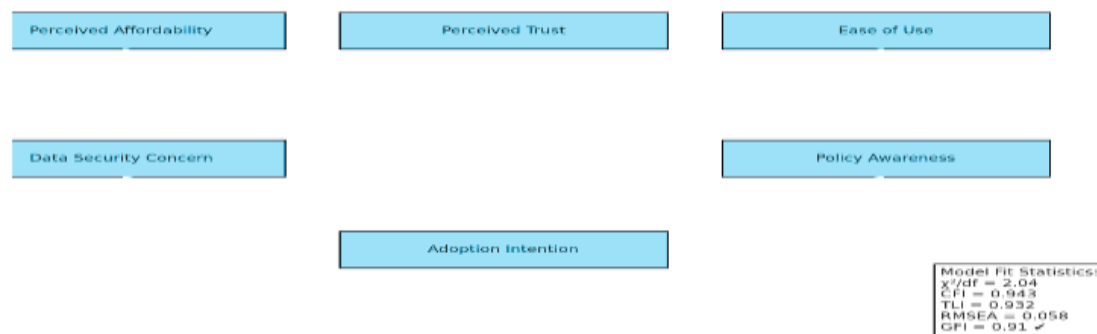 Perceived Affordability
Perceived Trust
Ease of Use
Data Security Concern
Policy Awareness
Adoption Intention
Model Fit Statistics:
χ²/df = 2.04
CFI = 0.943
TLI = 0.932
RMSEA = 0.058
GFI = 0.91 ✓